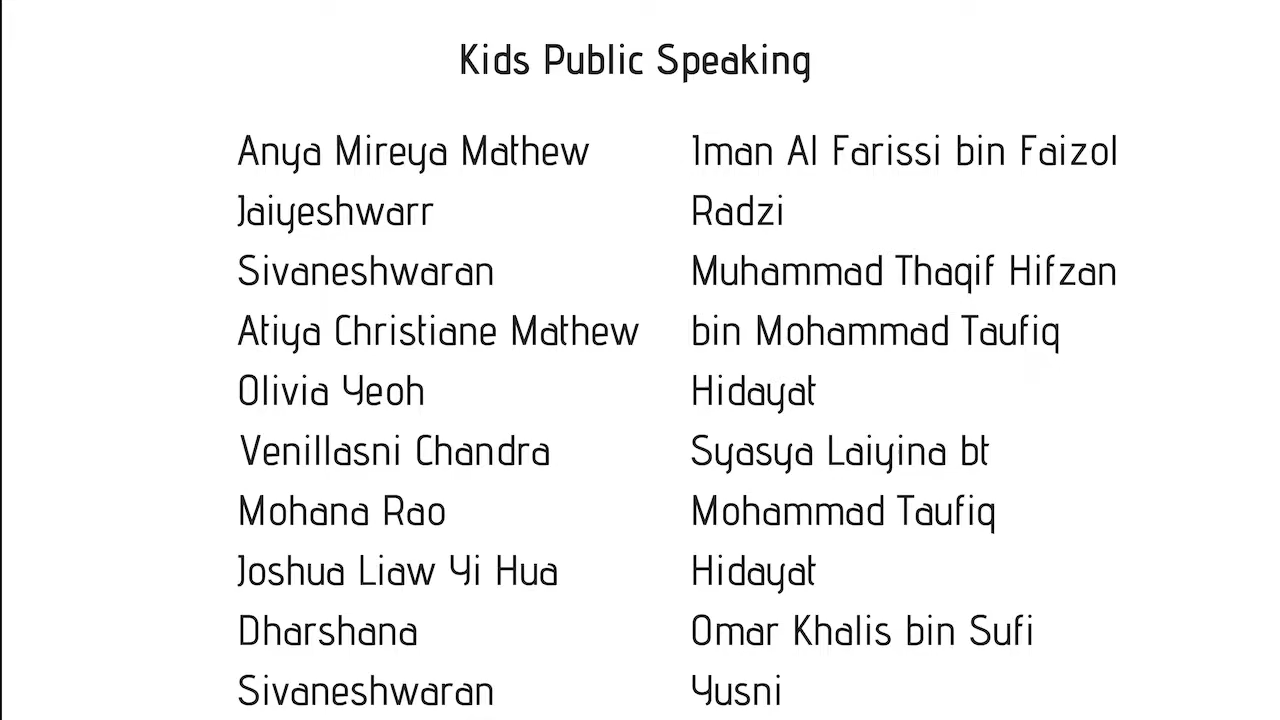 Kids Public Speaking
Anya Mireya Mathew
Jaiyeshwarr
Sivaneshwaran
Atiya Christiane Mathew
Olivia Yeoh
Venillasni Chandra
Mohana Rao
Joshua Liaw Yi Hua
Dharshana
Sivaneshwaran
Iman Al Farissi bin Faizol
Radzi
Muhammad Thaqif Hifzan
bin Mohammad Taufiq
Hidayat
Syasya Laiyina bt
Mohammad Taufiq
Hidayat
Omar Khalis bin Sufi
Yusni